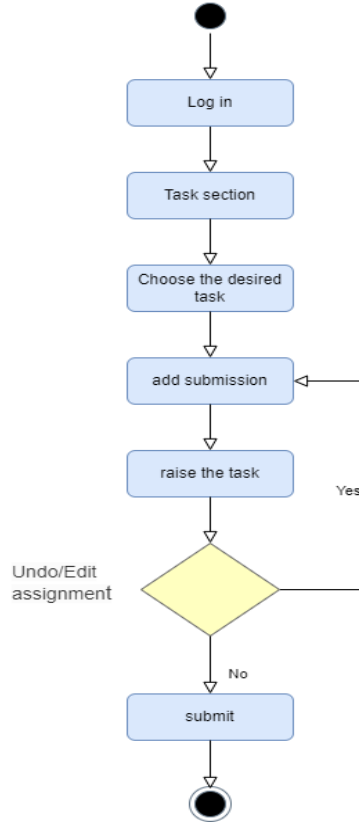 Log in
Task section
Choose the desired
task
add submission
raise the task
Yes
Undo/Edit
assignment
No
submit